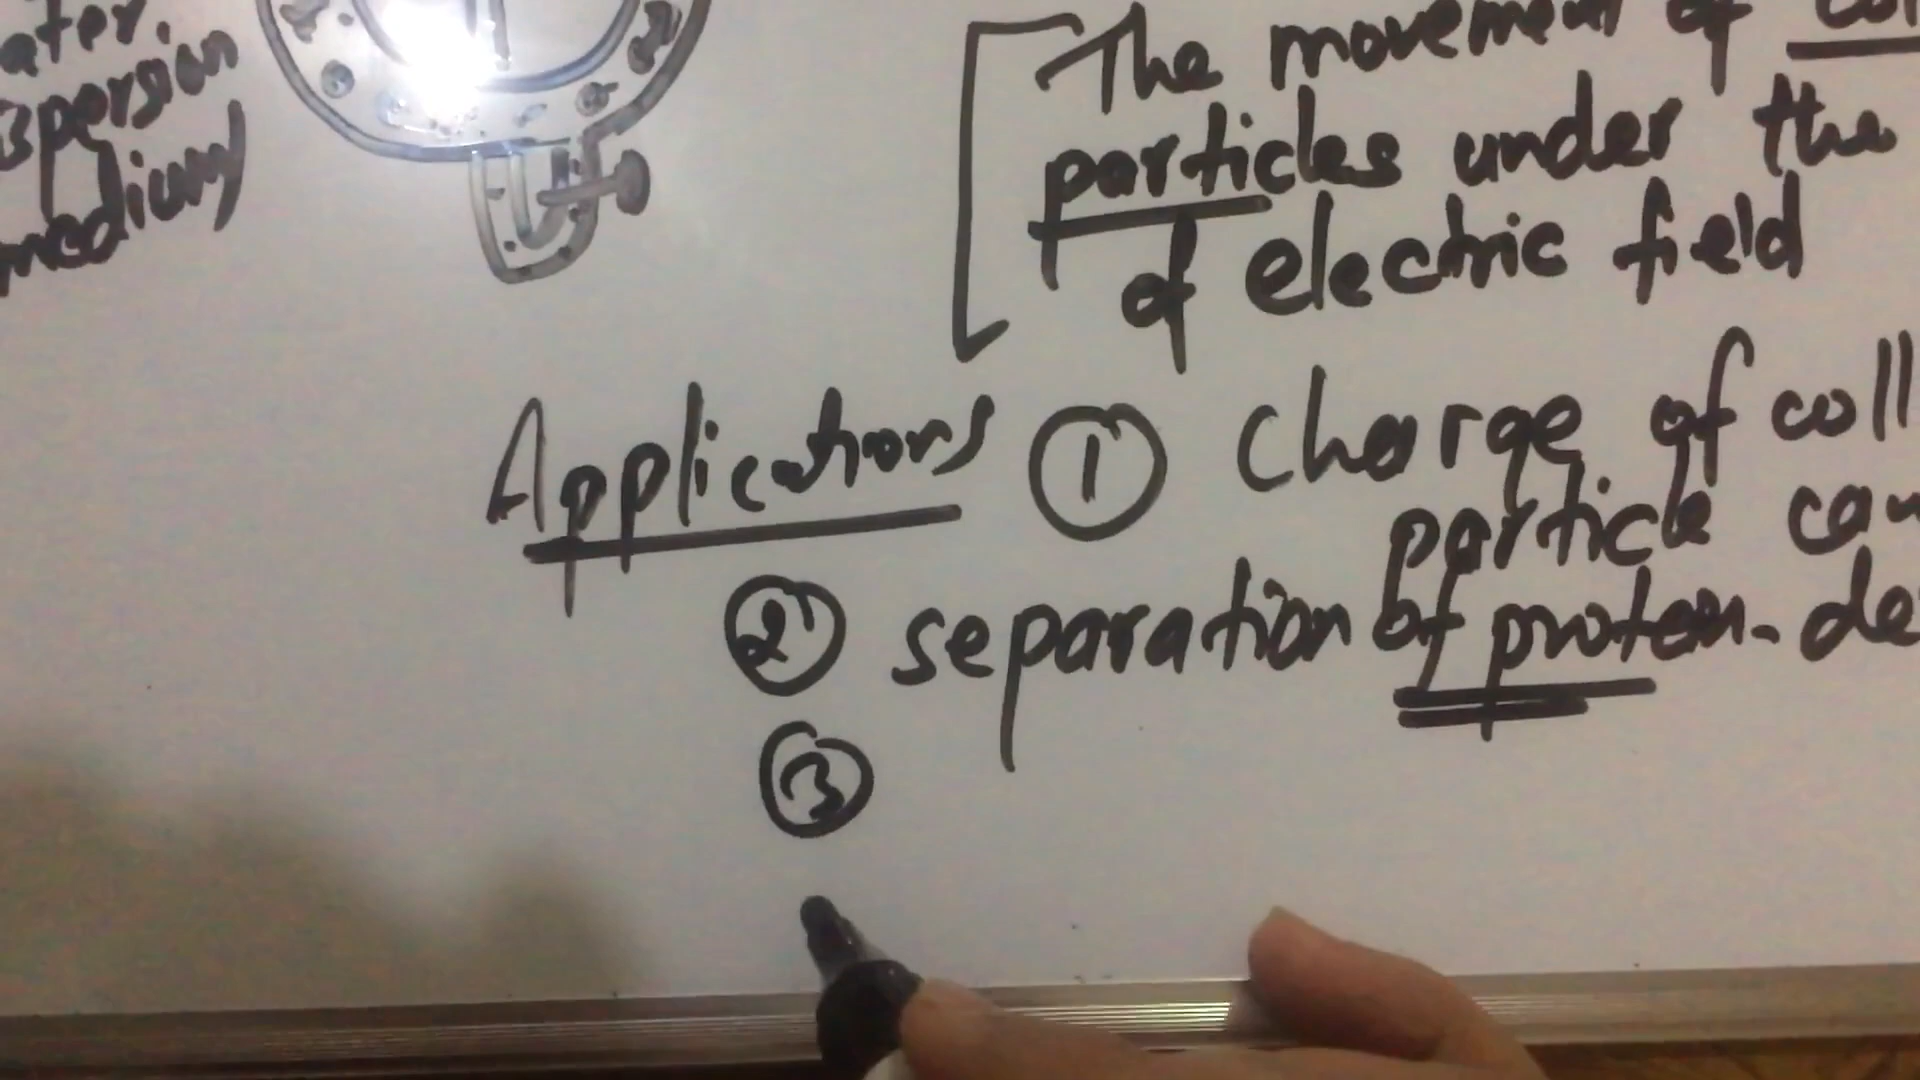 ater.
spersion
medium
The movement of
particles under the
of electric field
Applications ① Charge of coll
particle can
② separation of protein - de
③